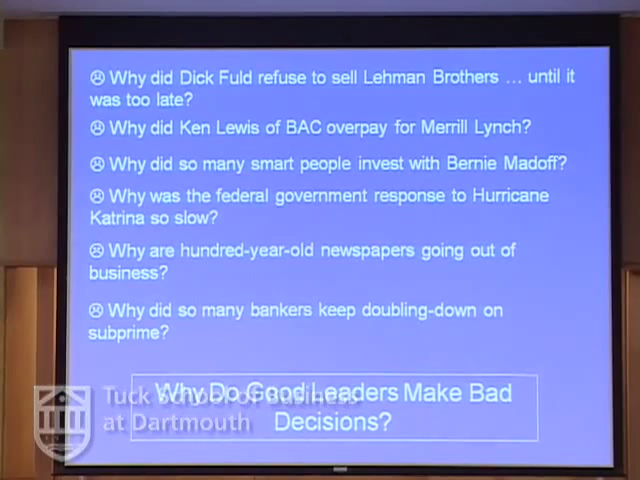 ☹ Why did Dick Fuld refuse to sell Lehman Brothers … until it
was too late?
☹ Why did Ken Lewis of BAC overpay for Merrill Lynch?
☹ Why did so many smart people invest with Bernie Madoff?
☹ Why was the federal government response to Hurricane
Katrina so slow?
☹ Why are hundred-year-old newspapers going out of
business?
☹ Why did so many bankers keep doubling-down on
subprime?
Why Do Good Leaders Make Bad
Decisions?
Tuck School of Business
at Dartmouth